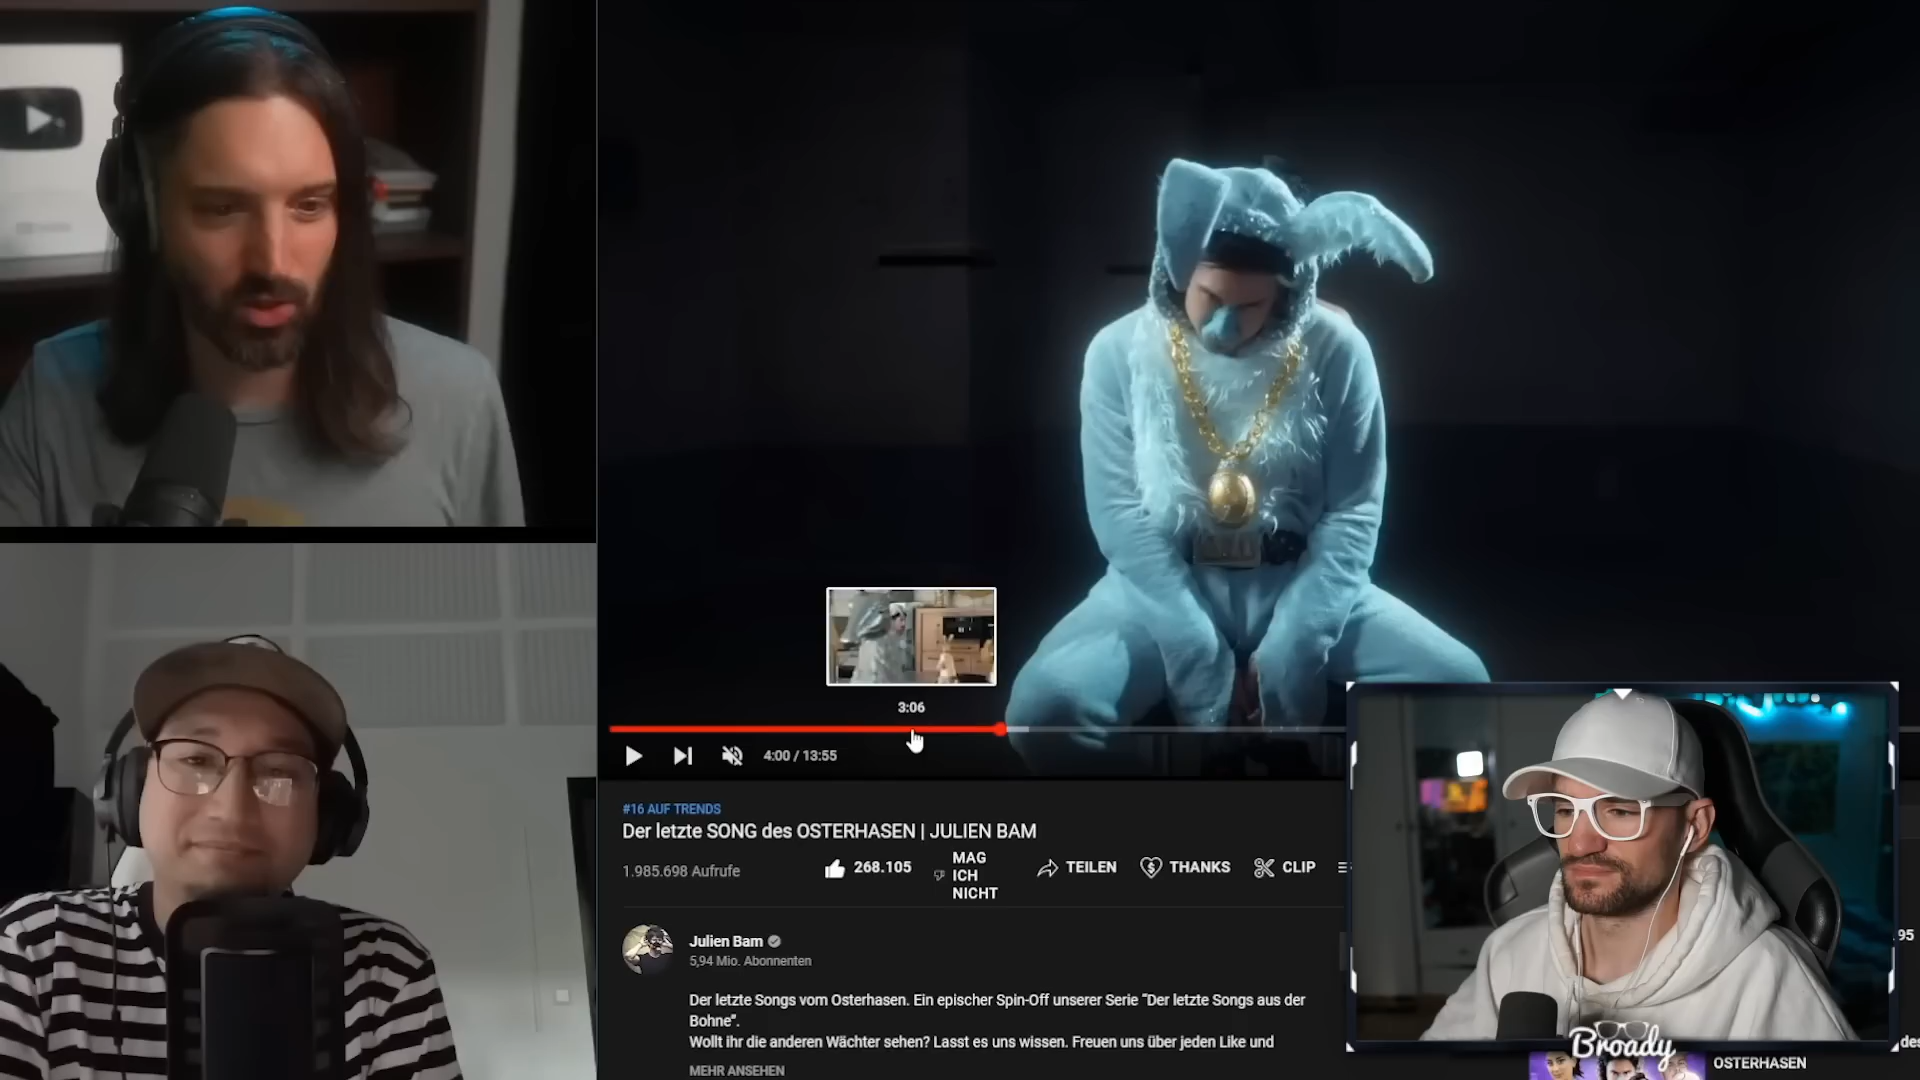 3:06
4:00 / 13:55
#16 AUF TRENDS
Der letzte SONG des OSTERHASEN | JULIEN BAM
1.985.698 Aufrufe
268.105
MAG
ICH
NICHT
TEILEN
THANKS
CLIP
Julien Bam
5,94 Mio. Abonnenten
Der letzte Songs vom Osterhasen. Ein epischer Spin-Off unserer Serie "Der letzte Songs aus der
Bohne".
Wollt ihr die anderen Wächter sehen? Lasst es uns wissen. Freuen uns über jeden Like und
MEHR ANSEHEN
Broady
OSTERHASEN
95
des